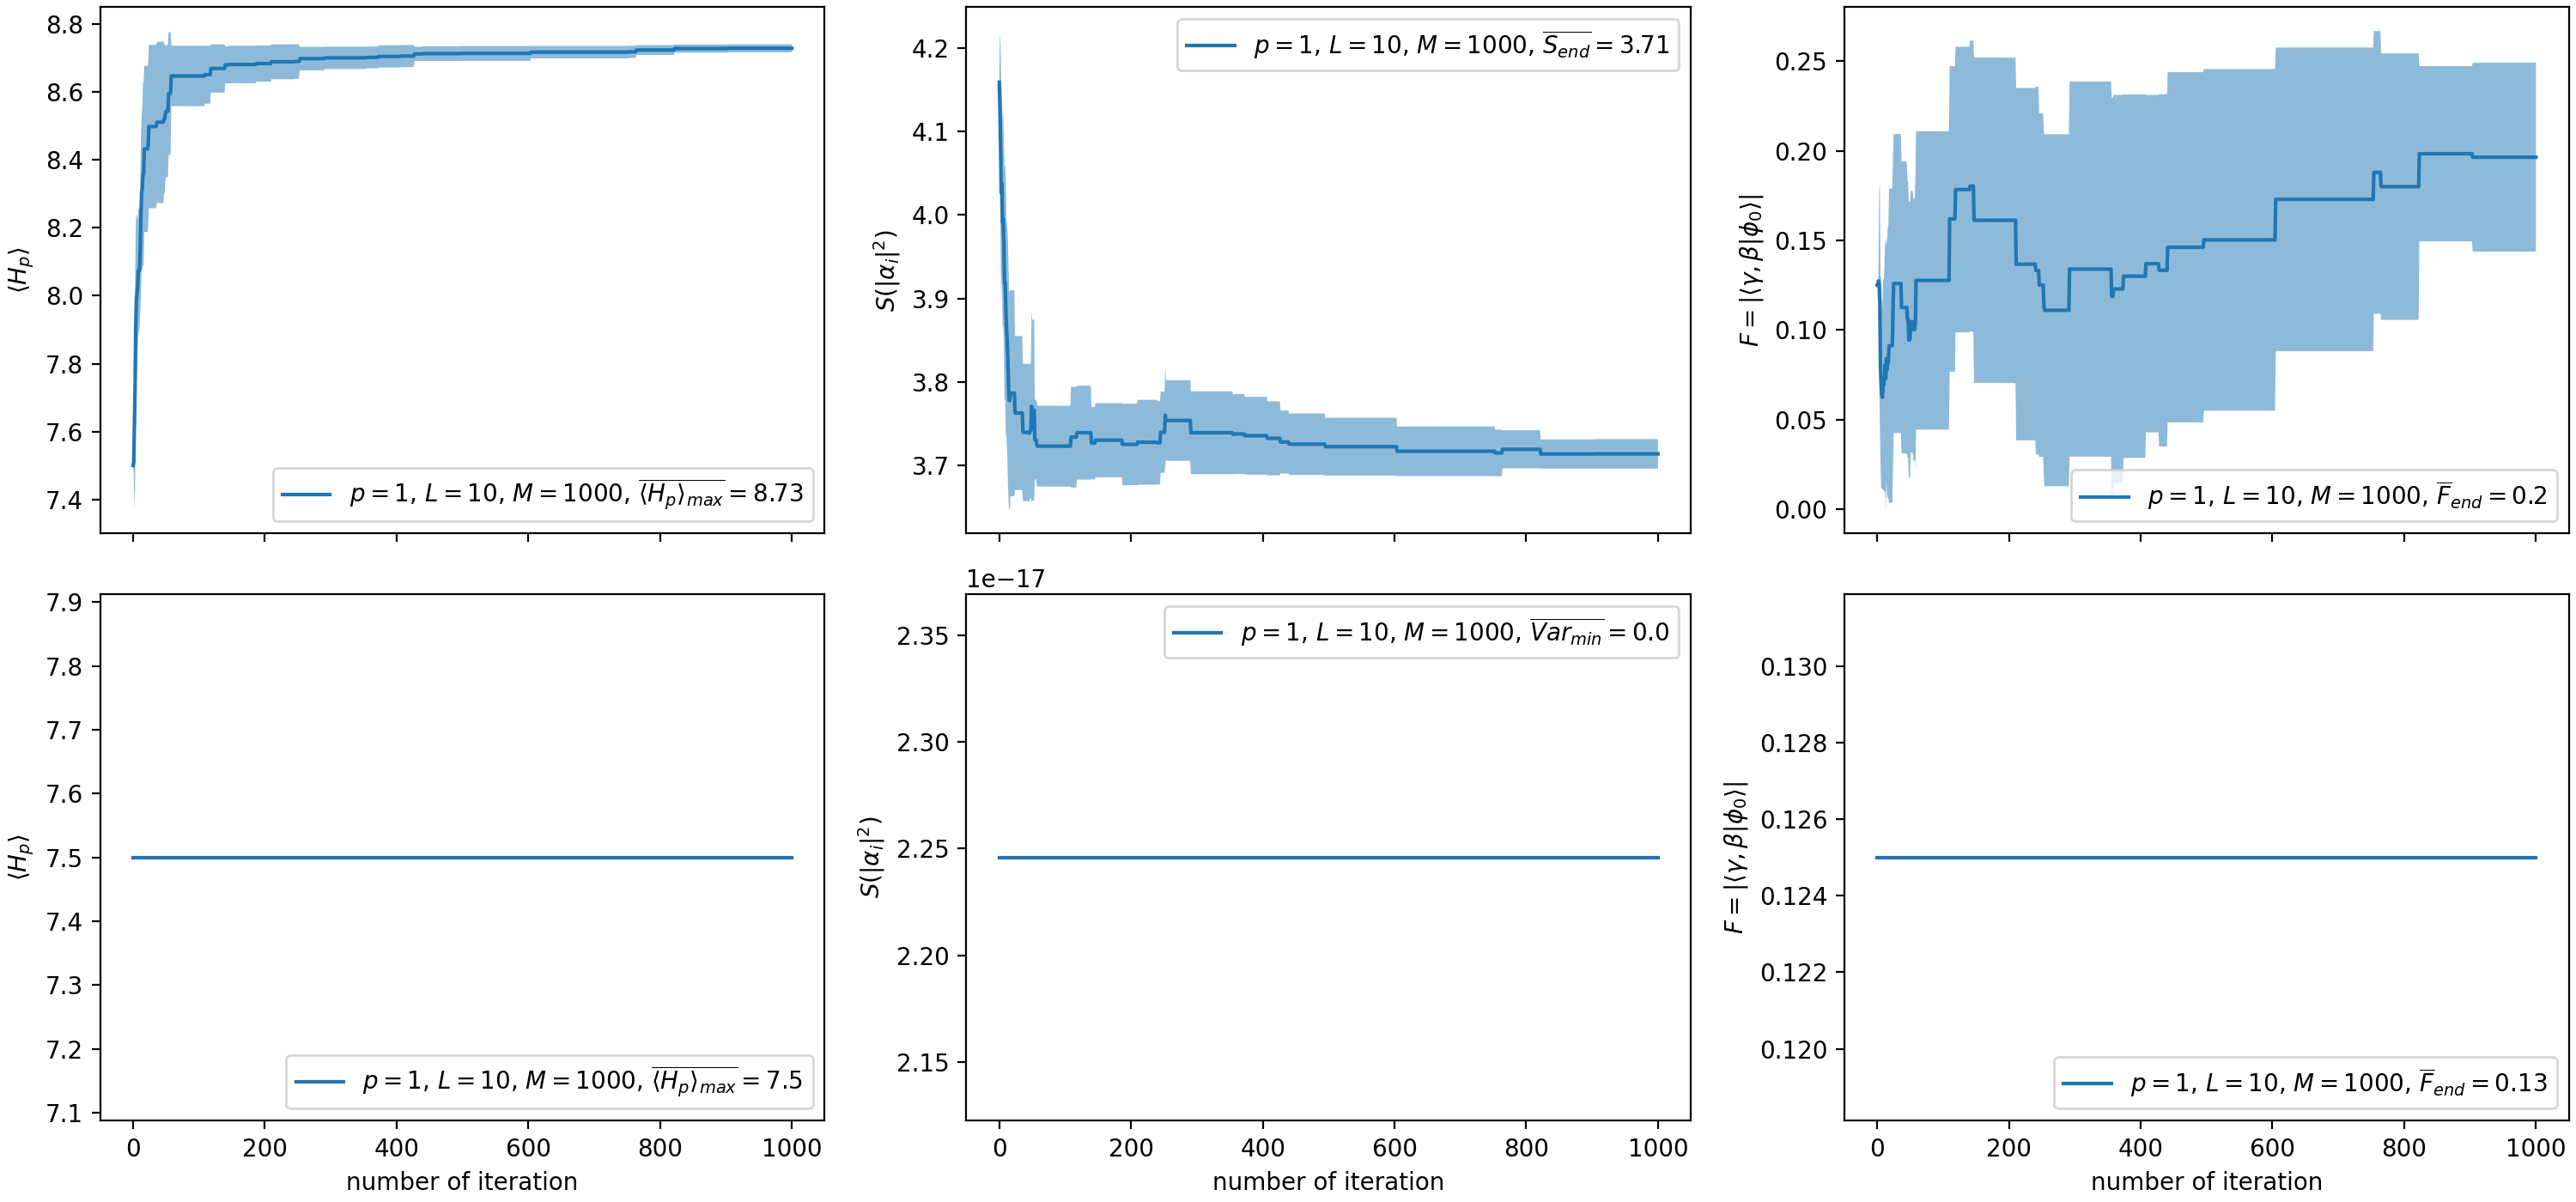 8.8
8.6
8.4
8.2
8.0
7.8
7.6
7.4
⟨H_p⟩
p = 1, L = 10, M = 1000, \overline{⟨H_p⟩_{max}} = 8.73
4.2
4.1
4.0
3.9
3.8
3.7
S(|α_i|^2)
p = 1, L = 10, M = 1000, \overline{S_{end}} = 3.71
0.25
0.20
0.15
0.10
0.05
0.00
F = |⟨γ, β|ϕ_0⟩|
p = 1, L = 10, M = 1000, \overline{F}_{end} = 0.2
7.9
7.8
7.7
7.6
7.5
7.4
7.3
7.2
7.1
⟨H_p⟩
p = 1, L = 10, M = 1000, \overline{⟨H_p⟩_{max}} = 7.5
0 200 400 600 800 1000
number of iteration
1e−17
2.35
2.30
2.25
2.20
2.15
S(|α_i|^2)
p = 1, L = 10, M = 1000, \overline{Var_{min}} = 0.0
0 200 400 600 800 1000
number of iteration
0.130
0.128
0.126
0.124
0.122
0.120
F = |⟨γ, β|ϕ_0⟩|
p = 1, L = 10, M = 1000, \overline{F}_{end} = 0.13
0 200 400 600 800 1000
number of iteration